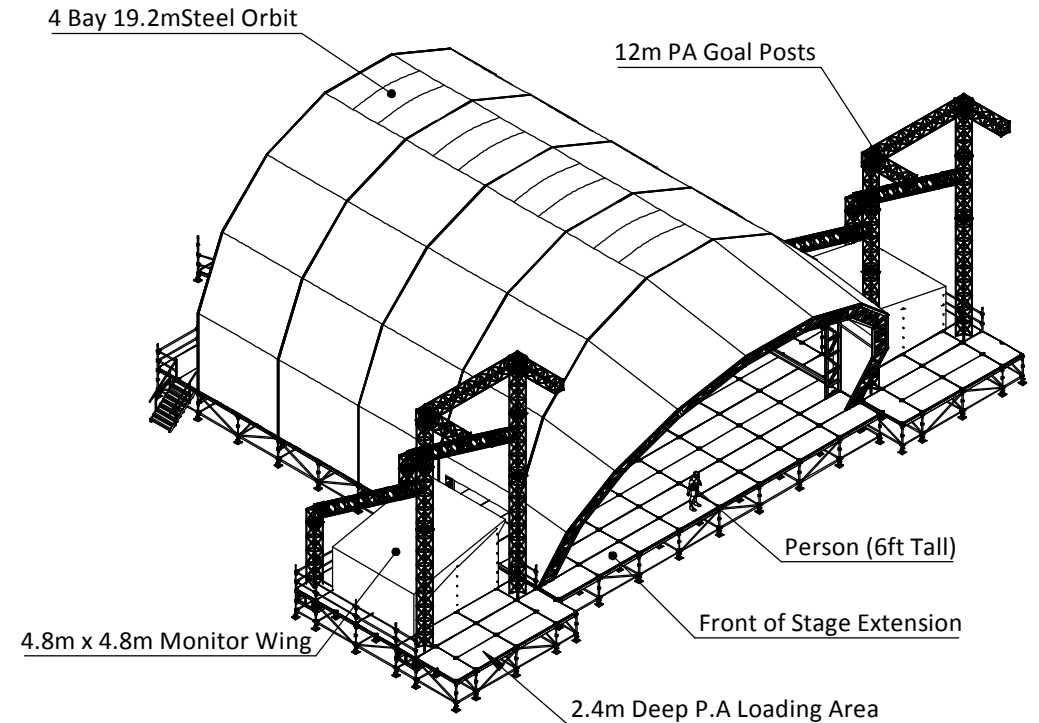 4 Bay 19.2mSteel Orbit
12m PA Goal Posts
Person (6ft Tall)
Front of Stage Extension
4.8m x 4.8m Monitor Wing
2.4m Deep P.A Loading Area